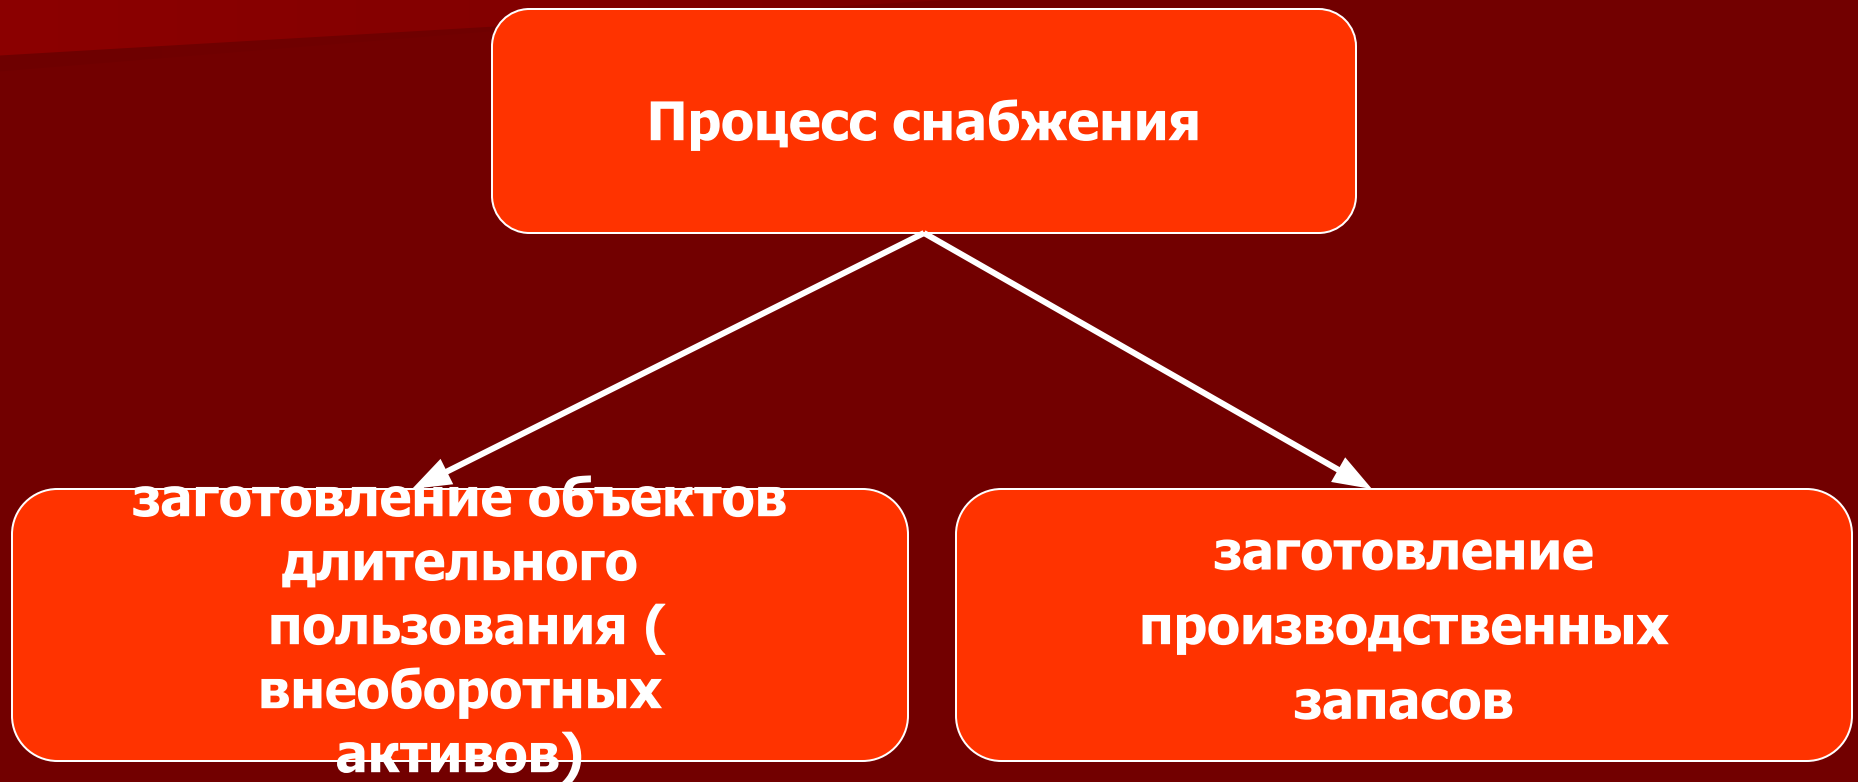 Процесс снабжения
заготовление объектов
длительного
пользования (
внеоборотных
активов)
заготовление
производственных
запасов